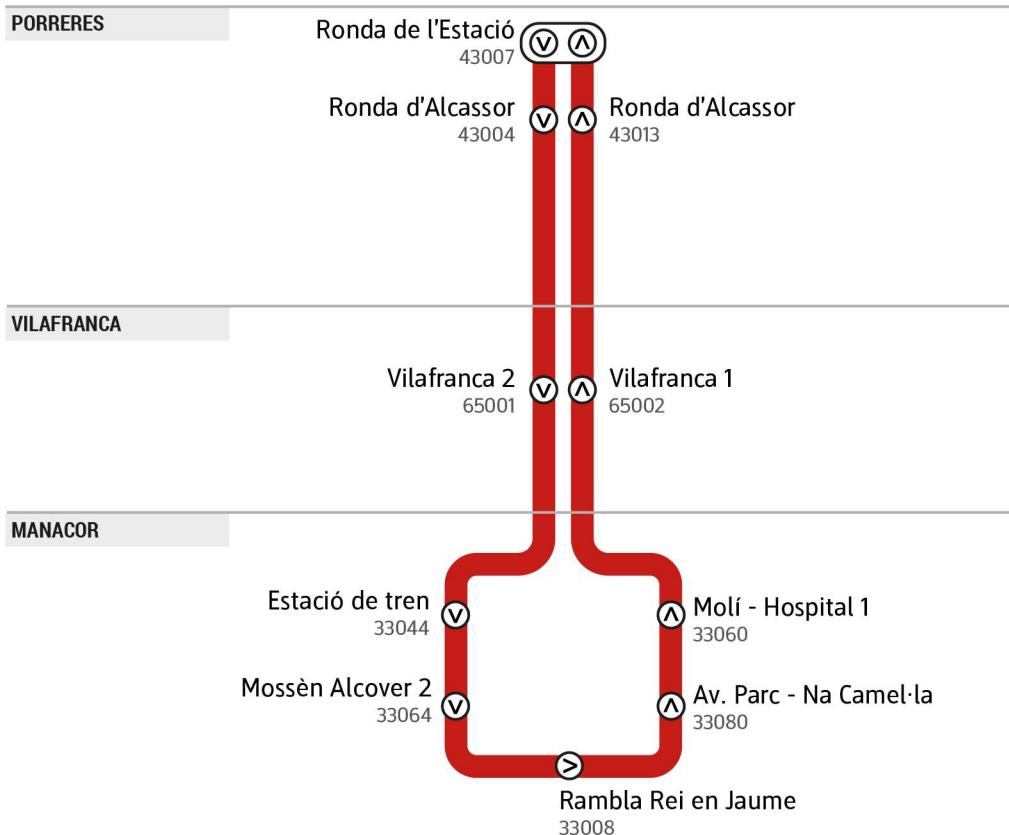 PORRERES
Ronda de l'Estació
43007
Ronda d'Alcassor
43004
Ronda d'Alcassor
43013
VILAFRANCA
Vilafranca 2
65001
Vilafranca 1
65002
MANACOR
Estació de tren
33044
Molí - Hospital 1
33060
Mossèn Alcover 2
33064
Av. Parc - Na Camel·la
33080
Rambla Rei en Jaume
33008